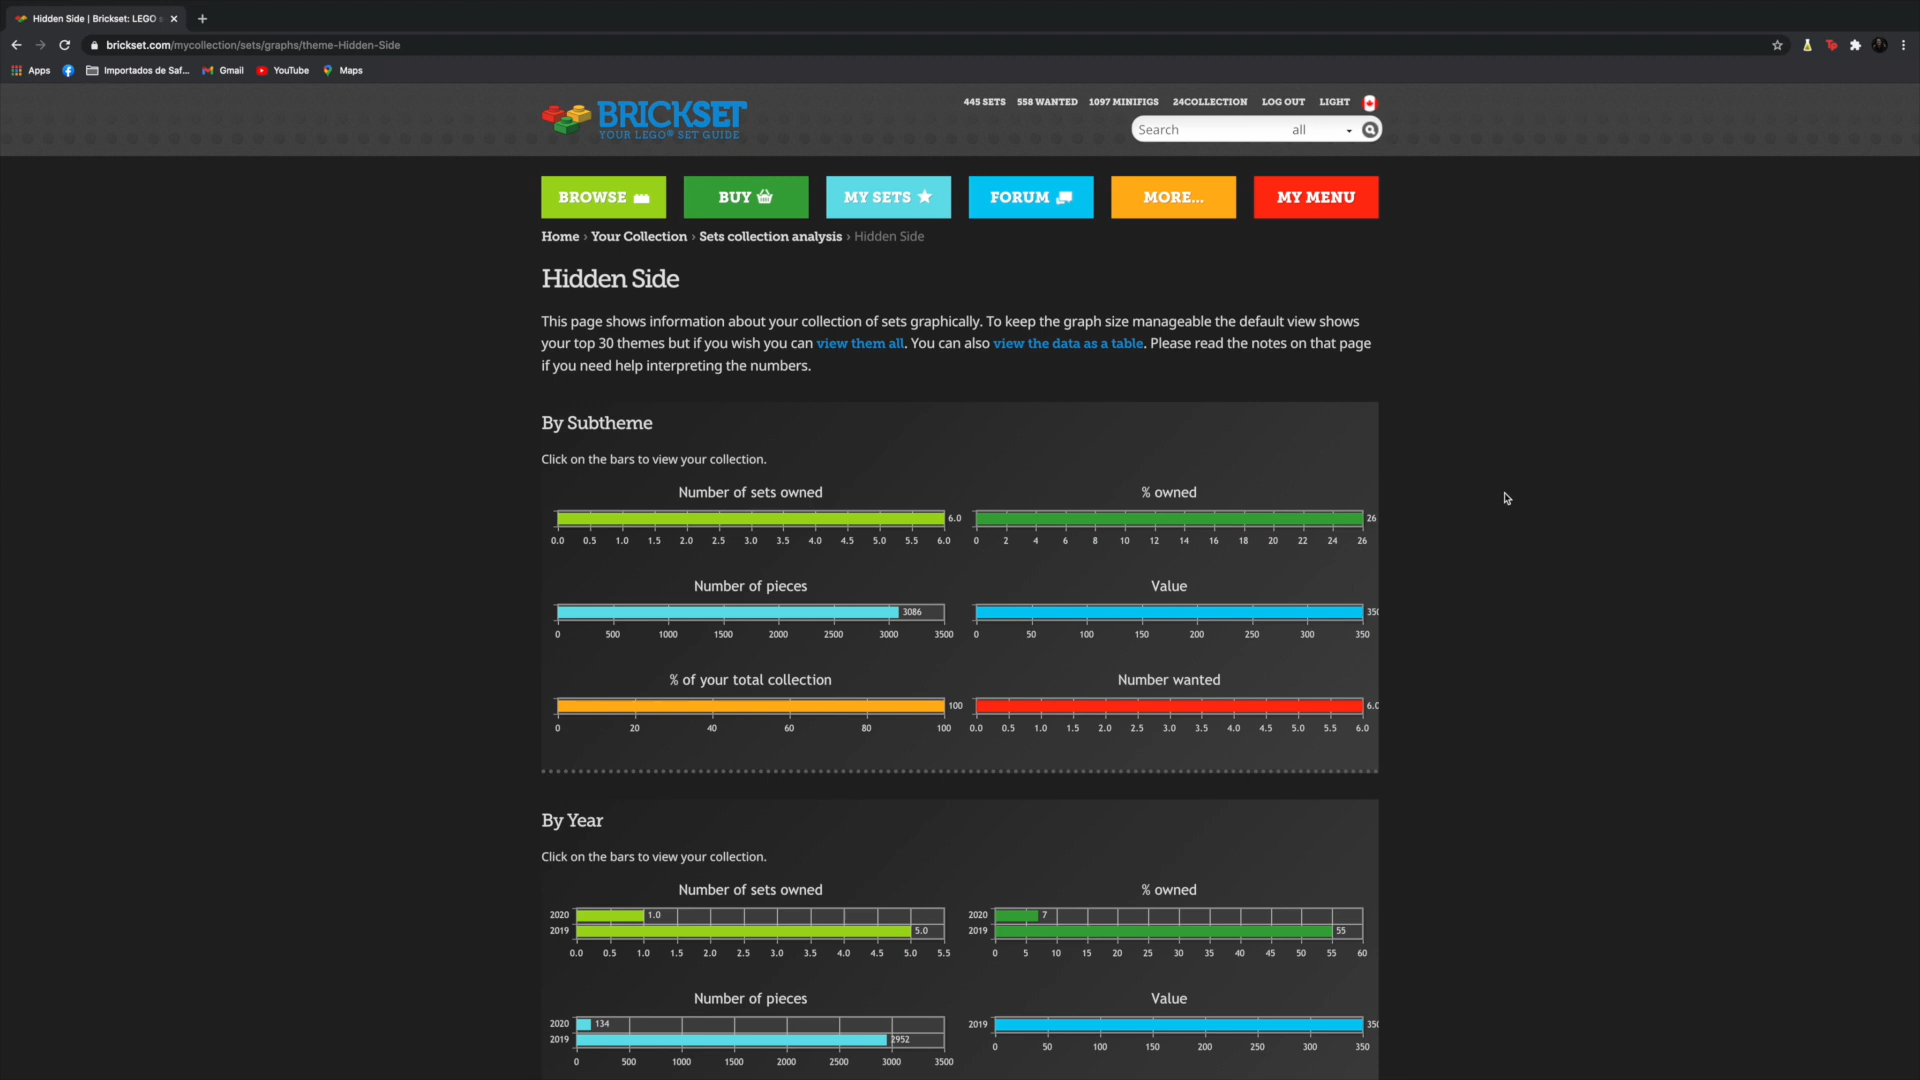 Hidden Side | Brickset: LEGO s
brickset.com/mycollection/sets/graphs/theme-Hidden-Side
Apps Importados de Saf... Gmail YouTube Maps
445 SETS 558 WANTED 1097 MINIFIGS 24COLLECTION LOG OUT LIGHT
BRICKSET
YOUR LEGO® SET GUIDE
Search all
BROWSE BUY MY SETS FORUM MORE... MY MENU
Home › Your Collection › Sets collection analysis › Hidden Side
Hidden Side
This page shows information about your collection of sets graphically. To keep the graph size manageable the default view shows
your top 30 themes but if you wish you can view them all. You can also view the data as a table. Please read the notes on that page
if you need help interpreting the numbers.
By Subtheme
Click on the bars to view your collection.
Number of sets owned
6.0
0.0 0.5 1.0 1.5 2.0 2.5 3.0 3.5 4.0 4.5 5.0 5.5 6.0
% owned
26
0 2 4 6 8 10 12 14 16 18 20 22 24 26
Number of pieces
3086
0 500 1000 1500 2000 2500 3000 3500
Value
350
0 50 100 150 200 250 300 350
% of your total collection
100
0 20 40 60 80 100
Number wanted
6.0
0.0 0.5 1.0 1.5 2.0 2.5 3.0 3.5 4.0 4.5 5.0 5.5 6.0
By Year
Click on the bars to view your collection.
Number of sets owned
2020 1.0
2019 5.0
0.0 0.5 1.0 1.5 2.0 2.5 3.0 3.5 4.0 4.5 5.0 5.5
% owned
2020 7
2019 55
0 5 10 15 20 25 30 35 40 45 50 55 60
Number of pieces
2020 134
2019 2952
0 500 1000 1500 2000 2500 3000 3500
Value
2019 350
0 50 100 150 200 250 300 350